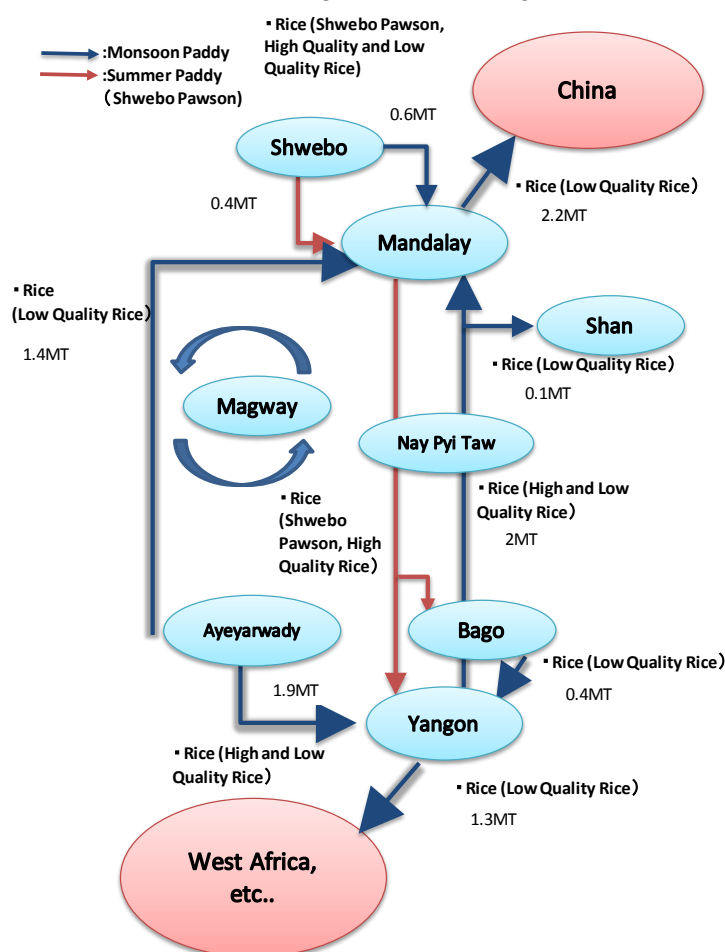 ・Rice (Shwebo Pawson,
High Quality and Low
Quality Rice)
:Monsoon Paddy
:Summer Paddy
(Shwebo Pawson)
China
0.6MT
Shwebo
・Rice (Low Quality Rice)
2.2MT
0.4MT
Mandalay
・Rice
(Low Quality Rice)
1.4MT
Shan
・Rice (Low Quality Rice)
0.1MT
Magway
Nay Pyi Taw
・Rice
(Shwebo
Pawson, High
Quality Rice)
・Rice (High and Low
Quality Rice)
2MT
Ayeyarwady
Bago
・Rice (Low Quality Rice)
0.4MT
1.9MT
Yangon
・Rice (High and Low
Quality Rice)
・Rice (Low Quality Rice)
1.3MT
West Africa,
etc..